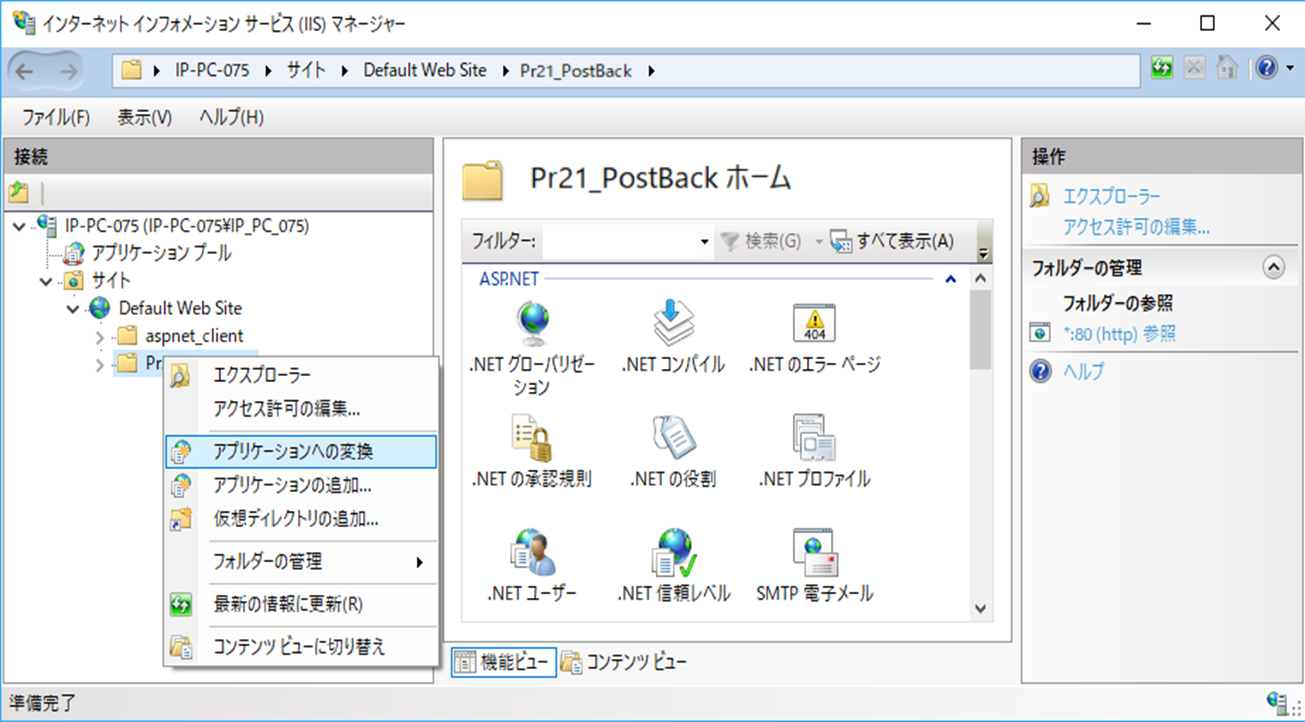 インターネット インフォメーション サービス (IIS) マネージャー
IP-PC-075 サイト Default Web Site Pr21_PostBack
ファイル(F) 表示(V) ヘルプ(H)
接続
IP-PC-075 (IP-PC-075¥IP_PC_075)
アプリケーション プール
サイト
Default Web Site
aspnet_client
Pr
エクスプローラー
アクセス許可の編集...
アプリケーションへの変換
アプリケーションの追加...
仮想ディレクトリの追加...
フォルダーの管理
最新の情報に更新(R)
コンテンツ ビューに切り替え
Pr21_PostBack ホーム
フィルター: 検索(G) すべて表示(A)
ASP.NET
.NET グローバリゼー
ション
.NET コンパイル
.NET のエラー ページ
404
.NET の承認規則
.NET の役割
.NET プロファイル
.NET ユーザー
.NET 信頼レベル
SMTP 電子メール
機能ビュー コンテンツ ビュー
操作
エクスプローラー
アクセス許可の編集...
フォルダーの管理
フォルダーの参照
*:80 (http) 参照
ヘルプ
準備完了